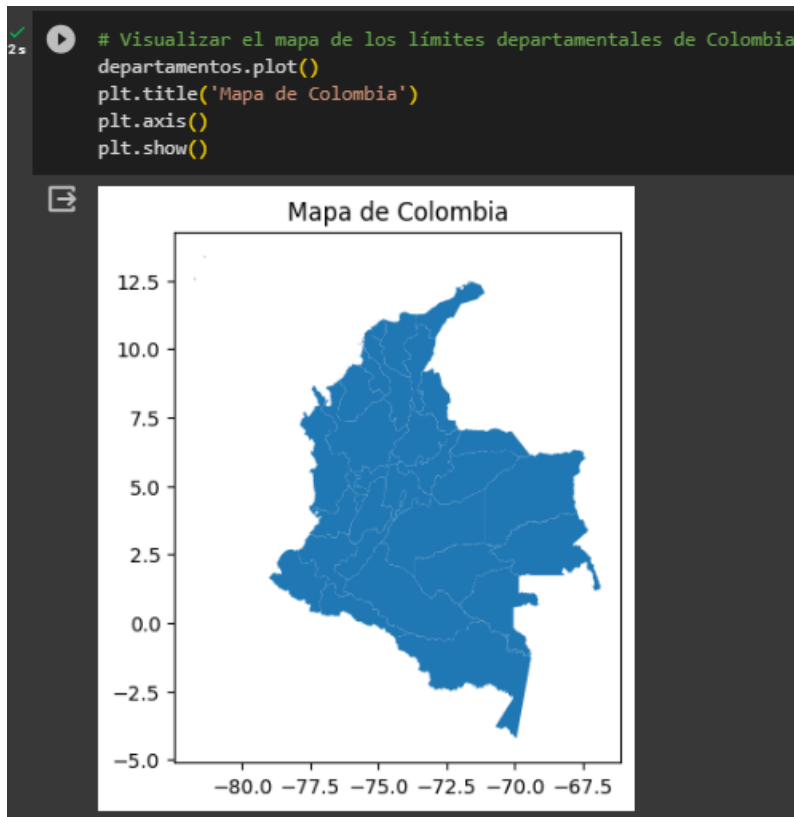 # Visualizar el mapa de los límites departamentales de Colombia
departamentos.plot()
plt.title('Mapa de Colombia')
plt.axis()
plt.show()
2s
Mapa de Colombia
12.5
10.0
7.5
5.0
2.5
0.0
−2.5
−5.0
−80.0 −77.5 −75.0 −72.5 −70.0 −67.5